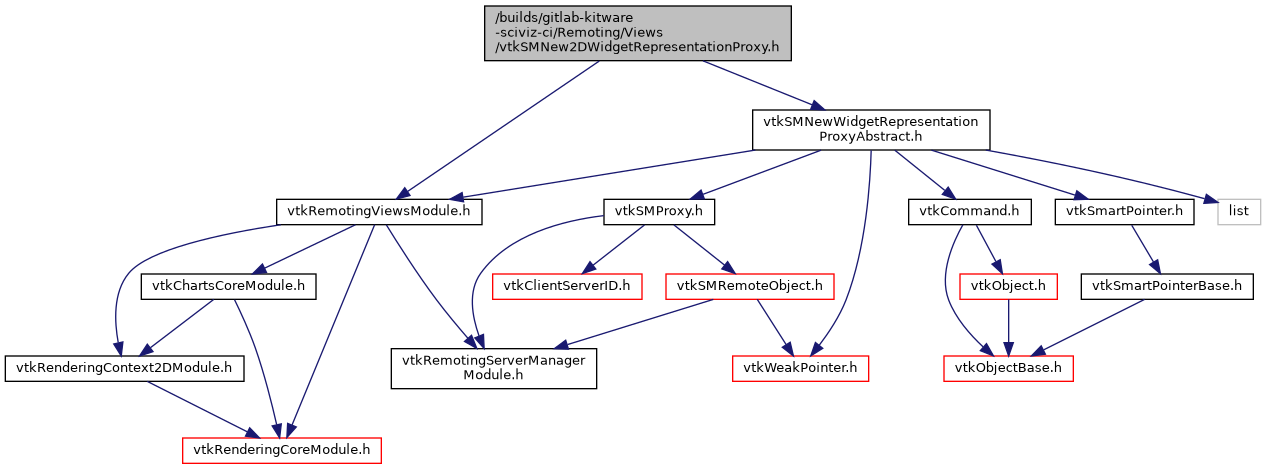 /builds/gitlab-kitware
-sciviz-ci/Remoting/Views
/vtkSMNew2DWidgetRepresentationProxy.h
vtkSMNewWidgetRepresentation
ProxyAbstract.h
vtkRemotingViewsModule.h
vtkSMProxy.h
vtkCommand.h
vtkSmartPointer.h
list
vtkChartsCoreModule.h
vtkClientServerID.h
vtkSMRemoteObject.h
vtkObject.h
vtkSmartPointerBase.h
vtkRenderingContext2DModule.h
vtkRemotingServerManager
Module.h
vtkWeakPointer.h
vtkObjectBase.h
vtkRenderingCoreModule.h